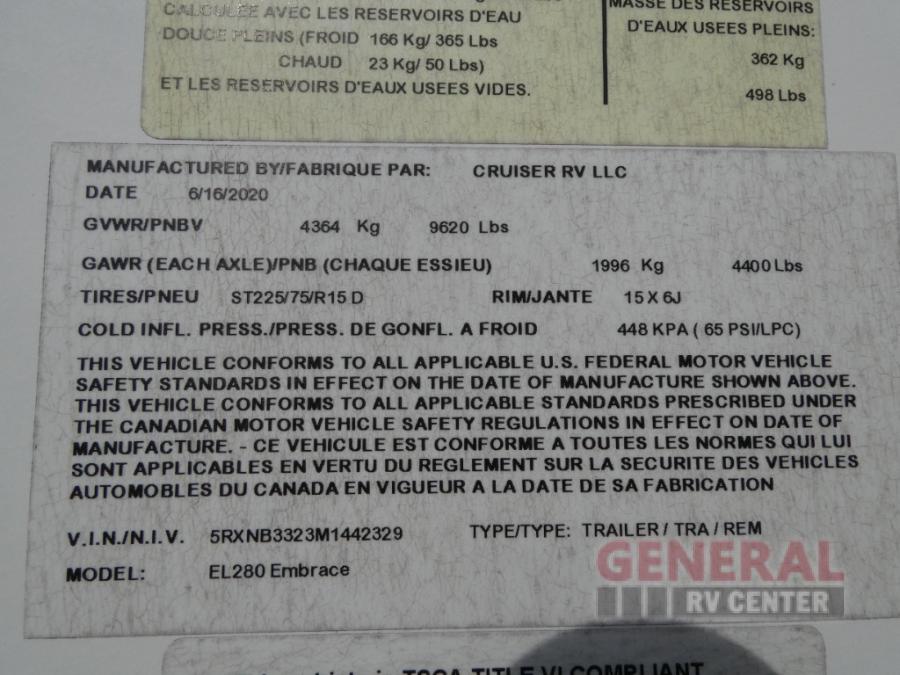 CALCULÉE AVEC LES RESERVOIRS D'EAU
DOUCE PLEINS (FROID 166 Kg/ 365 Lbs
CHAUD 23 Kg/ 50 Lbs)
ET LES RESERVOIRS D'EAUX USEES VIDES.
MASSE DES RESERVOIRS
D'EAUX USEES PLEINS:
362 Kg
498 Lbs
MANUFACTURED BY/FABRIQUE PAR: CRUISER RV LLC
DATE 6/16/2020
GVWR/PNBV 4364 Kg 9620 Lbs
GAWR (EACH AXLE)/PNB (CHAQUE ESSIEU) 1996 Kg 4400 Lbs
TIRES/PNEU ST225/75/R15 D RIM/JANTE 15 X 6J
COLD INFL. PRESS./PRESS. DE GONFL. A FROID 448 KPA ( 65 PSI/LPC)
THIS VEHICLE CONFORMS TO ALL APPLICABLE U.S. FEDERAL MOTOR VEHICLE
SAFETY STANDARDS IN EFFECT ON THE DATE OF MANUFACTURE SHOWN ABOVE.
THIS VEHICLE CONFORMS TO ALL APPLICABLE STANDARDS PRESCRIBED UNDER
THE CANADIAN MOTOR VEHICLE SAFETY REGULATIONS IN EFFECT ON DATE OF
MANUFACTURE. - CE VEHICULE EST CONFORME A TOUTES LES NORMES QUI LUI
SONT APPLICABLES EN VERTU DU REGLEMENT SUR LA SECURITE DES VEHICLES
AUTOMOBLES DU CANADA EN VIGUEUR A LA DATE DE SA FABRICATION
V.I.N./N.I.V. 5RXNB3323M1442329 TYPE/TYPE: TRAILER / TRA / REM
MODEL: EL280 Embrace
GENERAL
RV CENTER
TSCA TITLE VI COMPLIANT